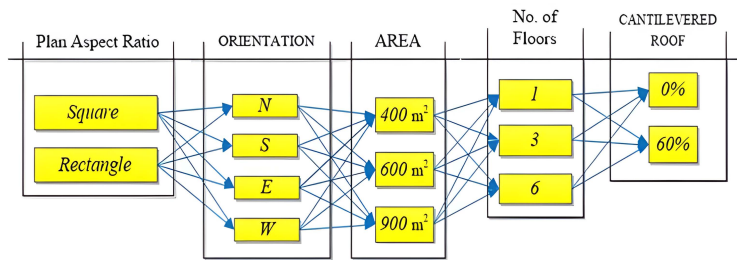 Plan Aspect Ratio
Square
Rectangle
ORIENTATION
N
S
E
W
AREA
400 m²
600 m²
900 m²
No. of
Floors
1
3
6
CANTILEVERED
ROOF
0%
60%